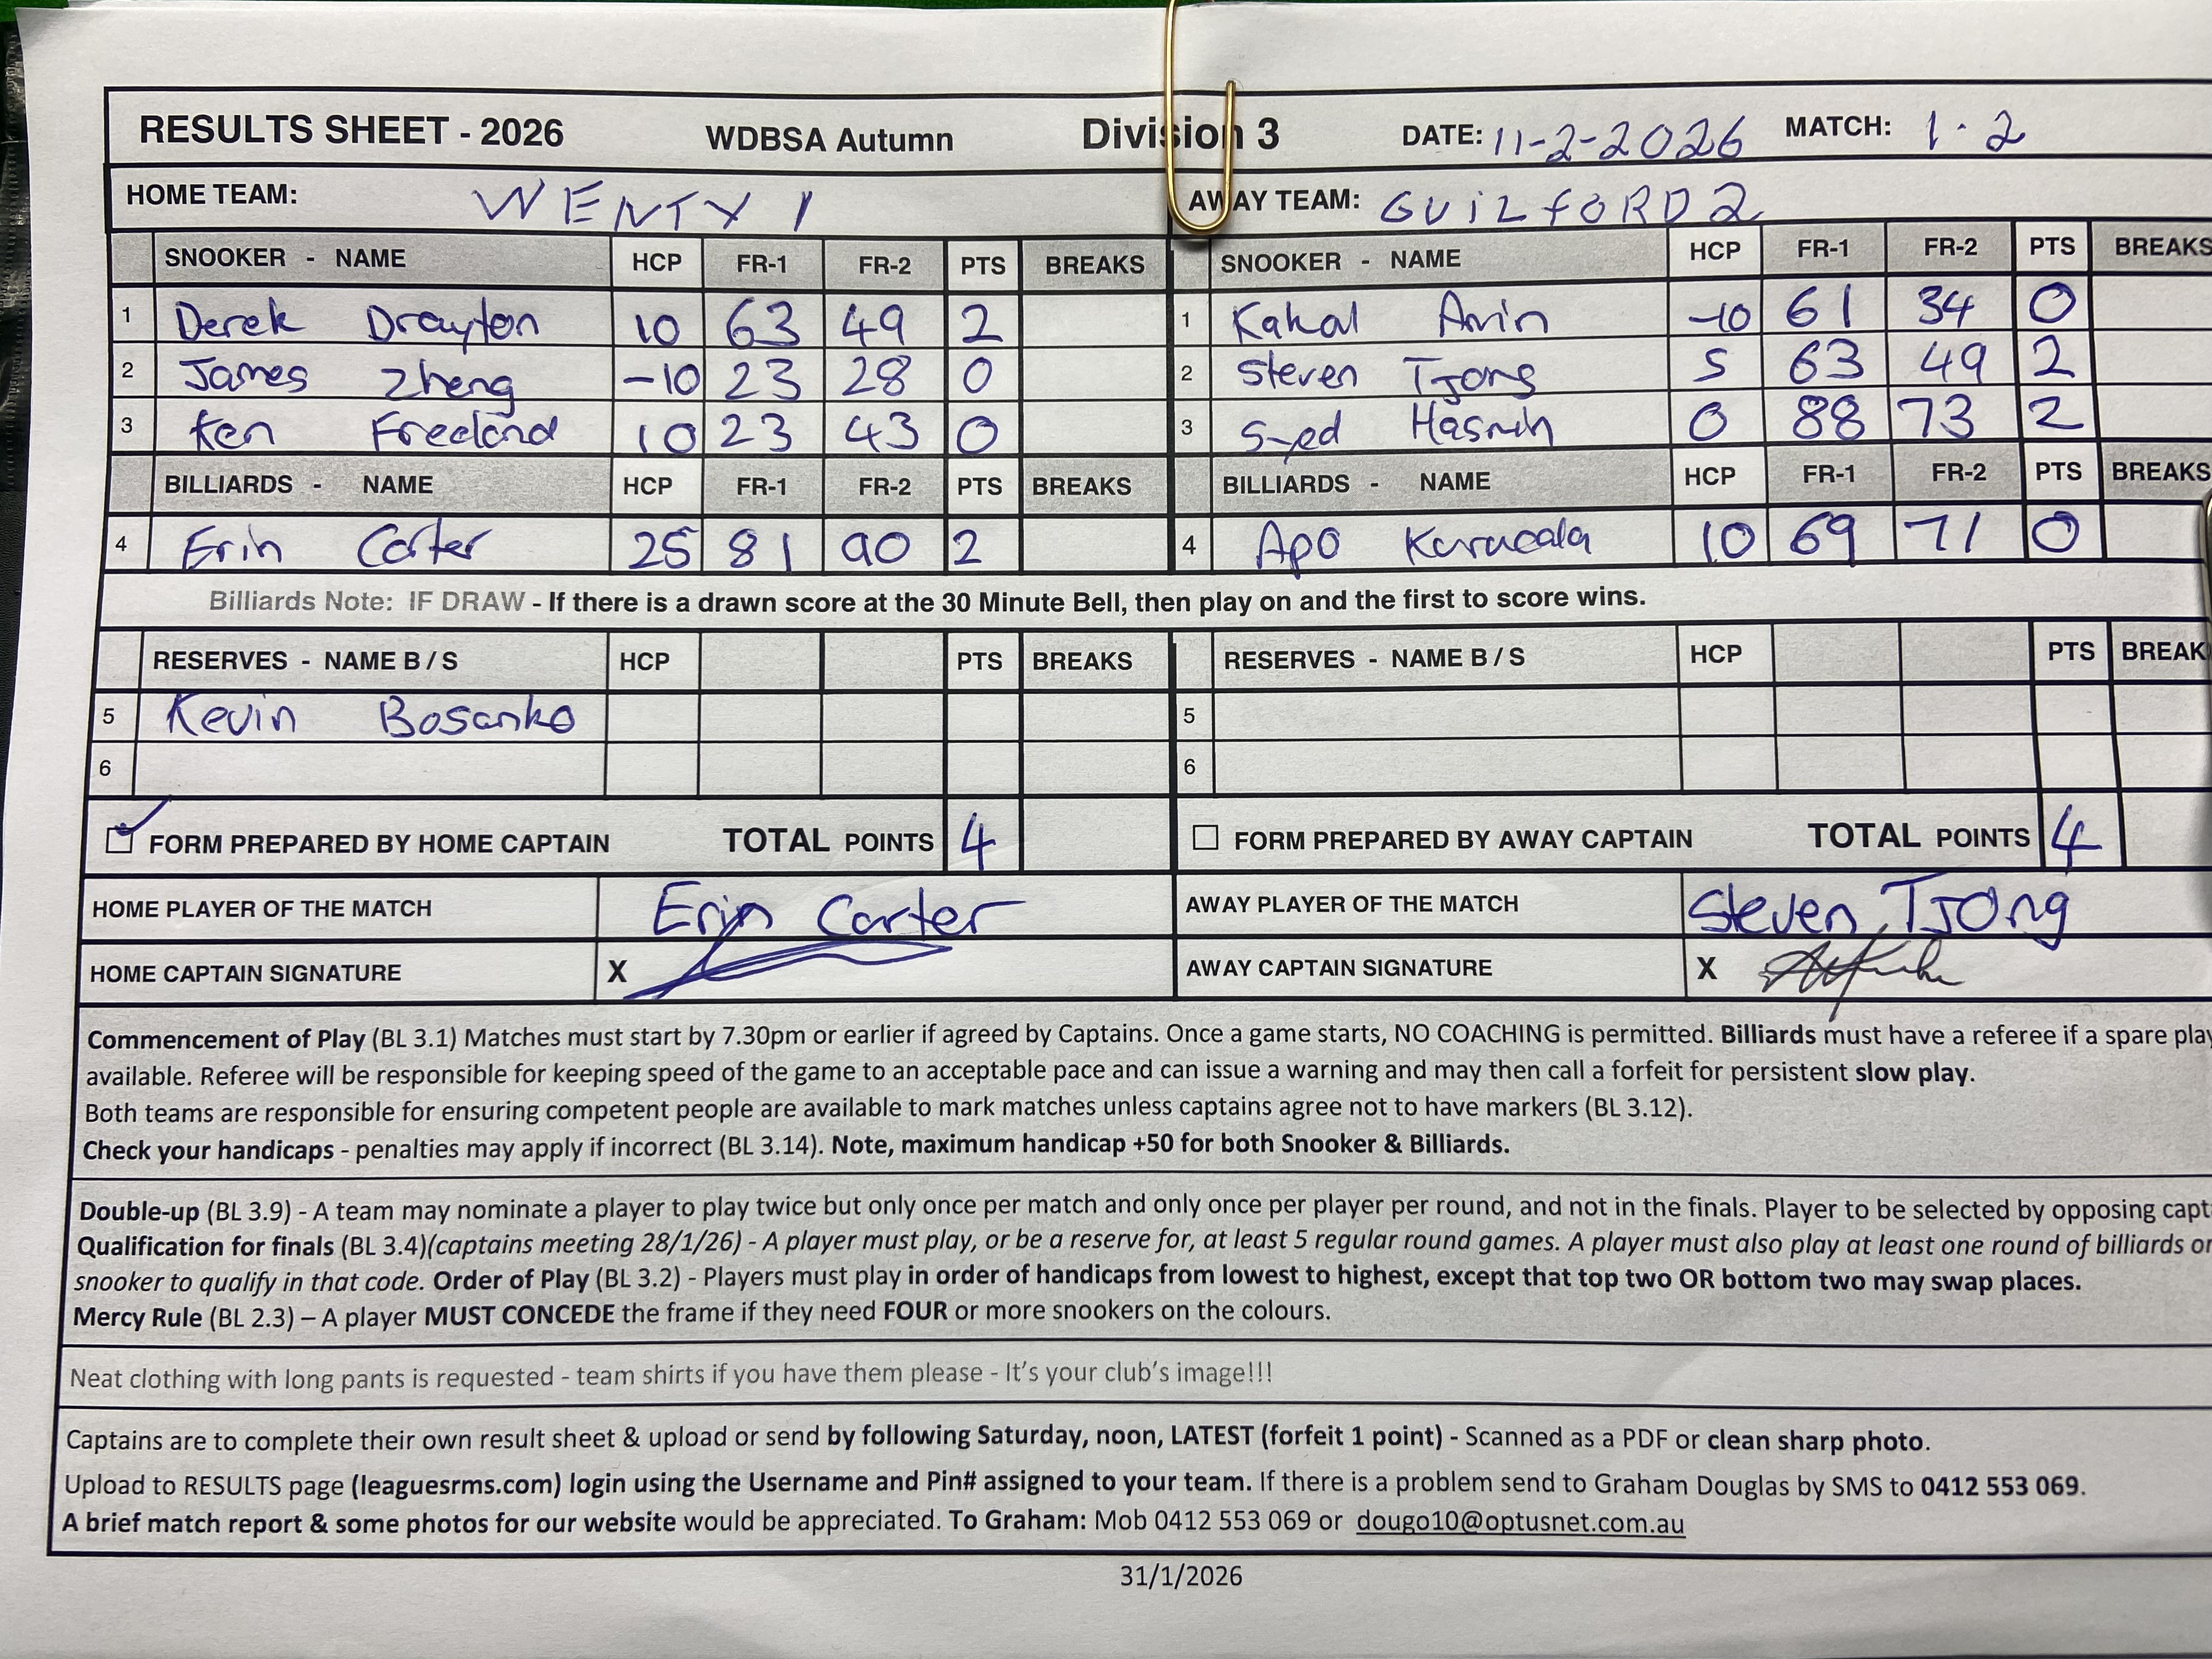 RESULTS SHEET - 2026 WDBSA Autumn Division 3 DATE: 11-2-2026 MATCH: 1.2
HOME TEAM: WENTY 1 AWAY TEAM: GUILFORD 2
SNOOKER - NAME HCP FR-1 FR-2 PTS BREAKS SNOOKER - NAME HCP FR-1 FR-2 PTS BREAKS
1 Derek Drayton 10 63 49 2 1 Kahal Amin -10 61 34 0
2 James Zheng -10 23 28 0 2 Steven Tjong 5 63 49 2
3 Ken Freeland 10 23 43 0 3 Syed 0 88 73 2
BILLIARDS - NAME HCP FR-1 FR-2 PTS BREAKS BILLIARDS - NAME HCP FR-1 FR-2 PTS BREAKS
4 Erin Carter 25 81 90 2 4 Apo Karacala 10 69 71 0
Billiards Note: IF DRAW - If there is a drawn score at the 30 Minute Bell, then play on and the first to score wins.
RESERVES - NAME B / S HCP PTS BREAKS RESERVES - NAME B / S HCP PTS BREAK
5 Kevin Bosanko 5
6 6
FORM PREPARED BY HOME CAPTAIN TOTAL POINTS 4 FORM PREPARED BY AWAY CAPTAIN TOTAL POINTS 4
HOME PLAYER OF THE MATCH Erin Carter AWAY PLAYER OF THE MATCH Steven Tjong
HOME CAPTAIN SIGNATURE X AWAY CAPTAIN SIGNATURE X
Commencement of Play (BL 3.1) Matches must start by 7.30pm or earlier if agreed by Captains. Once a game starts, NO COACHING is permitted. Billiards must have a referee if a spare play
available. Referee will be responsible for keeping speed of the game to an acceptable pace and can issue a warning and may then call a forfeit for persistent slow play.
Both teams are responsible for ensuring competent people are available to mark matches unless captains agree not to have markers (BL 3.12).
Check your handicaps - penalties may apply if incorrect (BL 3.14). Note, maximum handicap +50 for both Snooker & Billiards.
Double-up (BL 3.9) - A team may nominate a player to play twice but only once per match and only once per player per round, and not in the finals. Player to be selected by opposing capt
Qualification for finals (BL 3.4)(captains meeting 28/1/26) - A player must play, or be a reserve for, at least 5 regular round games. A player must also play at least one round of billiards or
snooker to qualify in that code. Order of Play (BL 3.2) - Players must play in order of handicaps from lowest to highest, except that top two OR bottom two may swap places.
Mercy Rule (BL 2.3) – A player MUST CONCEDE the frame if they need FOUR or more snookers on the colours.
Neat clothing with long pants is requested - team shirts if you have them please - It's your club's image!!!
Captains are to complete their own result sheet & upload or send by following Saturday, noon, LATEST (forfeit 1 point) - Scanned as a PDF or clean sharp photo.
Upload to RESULTS page (leaguesrms.com) login using the Username and Pin# assigned to your team. If there is a problem send to Graham Douglas by SMS to 0412 553 069.
A brief match report & some photos for our website would be appreciated. To Graham: Mob 0412 553 069 or dougo10@optusnet.com.au
31/1/2026